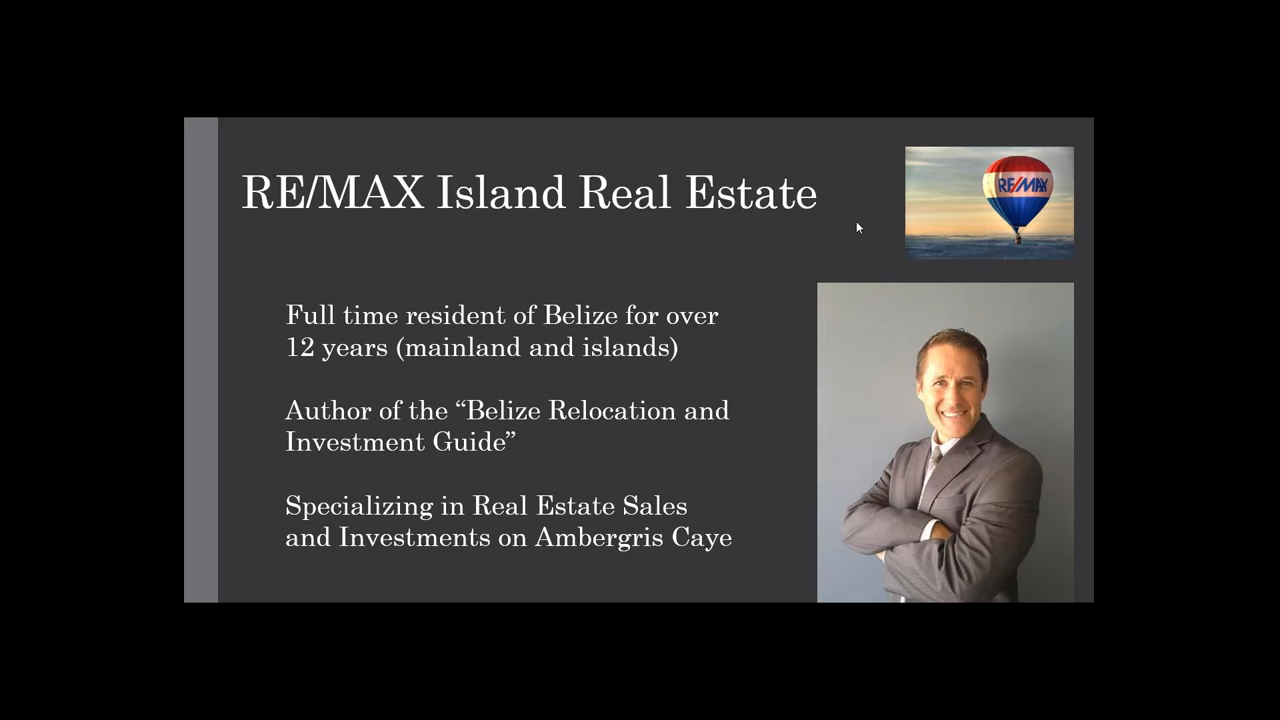 RE/MAX Island Real Estate
RE/MAX
Full time resident of Belize for over
12 years (mainland and islands)
Author of the “Belize Relocation and
Investment Guide”
Specializing in Real Estate Sales
and Investments on Ambergris Caye